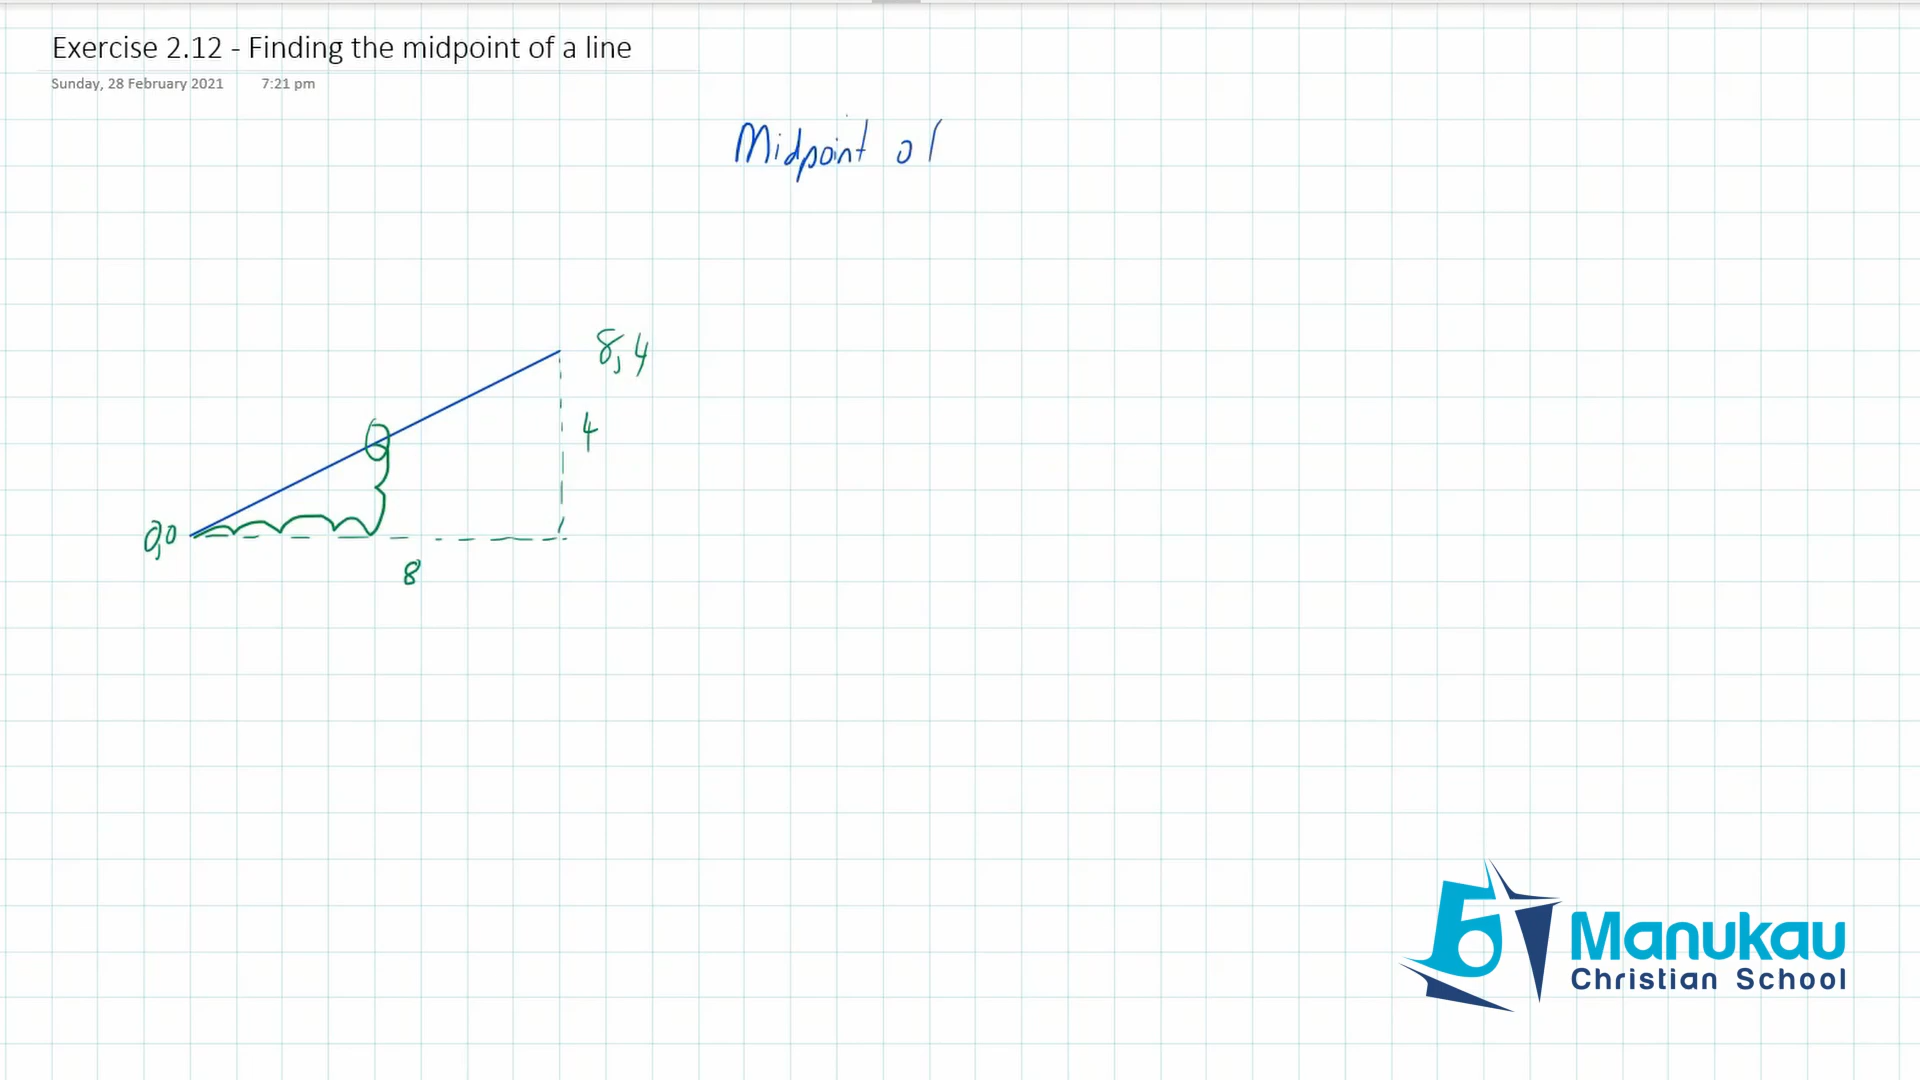 Exercise 2.12 - Finding the midpoint of a line
Sunday, 28 February 2021 7:21 pm
Midpoint of
8, 4
4
0,0
8
Manukau
Christian School